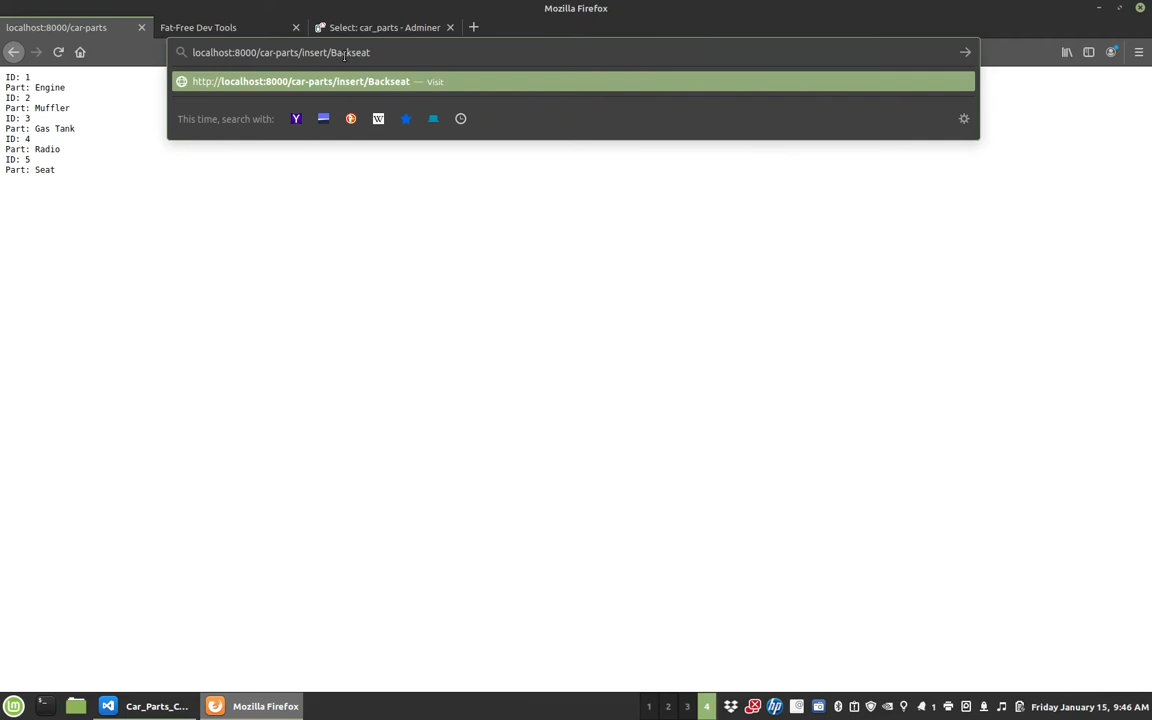 Mozilla Firefox
localhost:8000/car-parts
Fat-Free Dev Tools
Select: car_parts - Adminer
localhost:8000/car-parts/insert/Backseat
http://localhost:8000/car-parts/insert/Backseat — Visit
This time, search with:
Y
W
ID: 1
Part: Engine
ID: 2
Part: Muffler
ID: 3
Part: Gas Tank
ID: 4
Part: Radio
ID: 5
Part: Seat
Car_Parts_C...
Mozilla Firefox
1 2 3 4
hp
1
Friday January 15, 9:46 AM